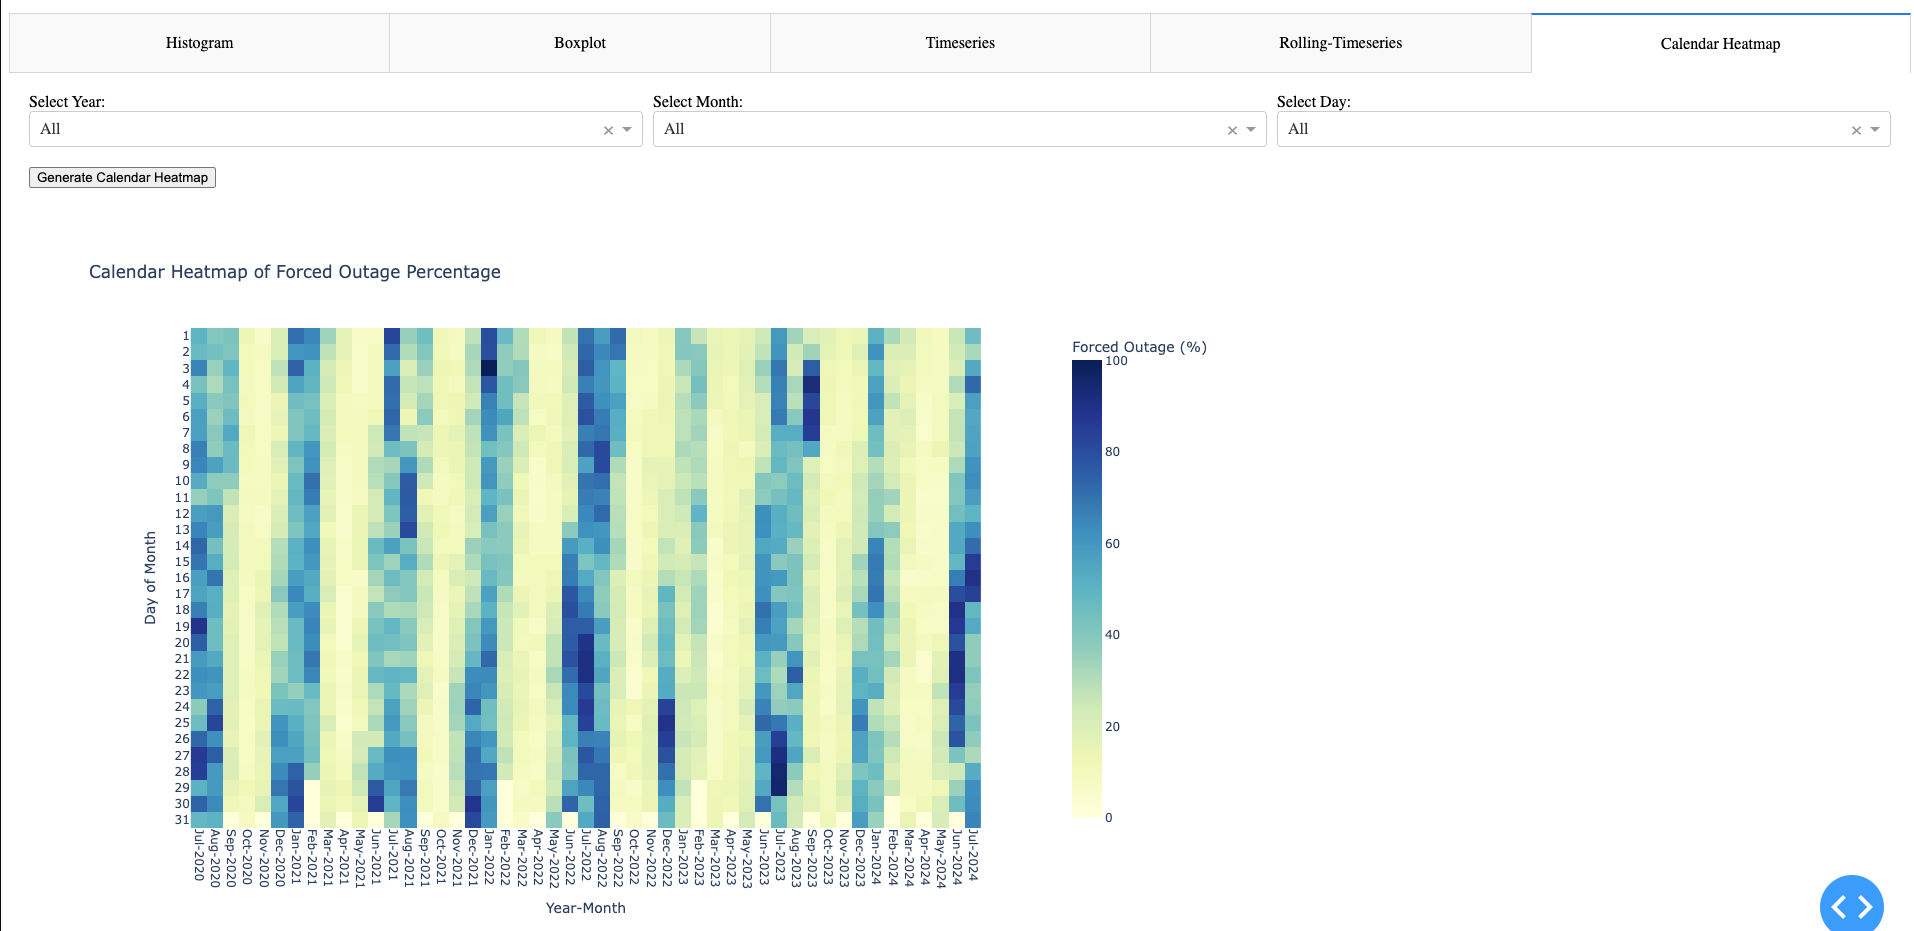 Histogram
Boxplot
Timeseries
Rolling-Timeseries
Calendar Heatmap
Select Year:
Select Month:
Select Day:
All
All
All
Generate Calendar Heatmap
Calendar Heatmap of Forced Outage Percentage
Forced Outage (%)
100
80
60
40
20
0
Day of Month
1
2
3
4
5
6
7
8
9
10
11
12
13
14
15
16
17
18
19
20
21
22
23
24
25
26
27
28
29
30
31
Jul-2020
Aug-2020
Sep-2020
Oct-2020
Nov-2020
Dec-2020
Jan-2021
Feb-2021
Mar-2021
Apr-2021
May-2021
Jun-2021
Jul-2021
Aug-2021
Sep-2021
Oct-2021
Nov-2021
Dec-2021
Jan-2022
Feb-2022
Mar-2022
Apr-2022
May-2022
Jun-2022
Jul-2022
Aug-2022
Sep-2022
Oct-2022
Nov-2022
Dec-2022
Jan-2023
Feb-2023
Mar-2023
Apr-2023
May-2023
Jun-2023
Jul-2023
Aug-2023
Sep-2023
Oct-2023
Nov-2023
Dec-2023
Jan-2024
Feb-2024
Mar-2024
Apr-2024
May-2024
Jun-2024
Jul-2024
Year-Month